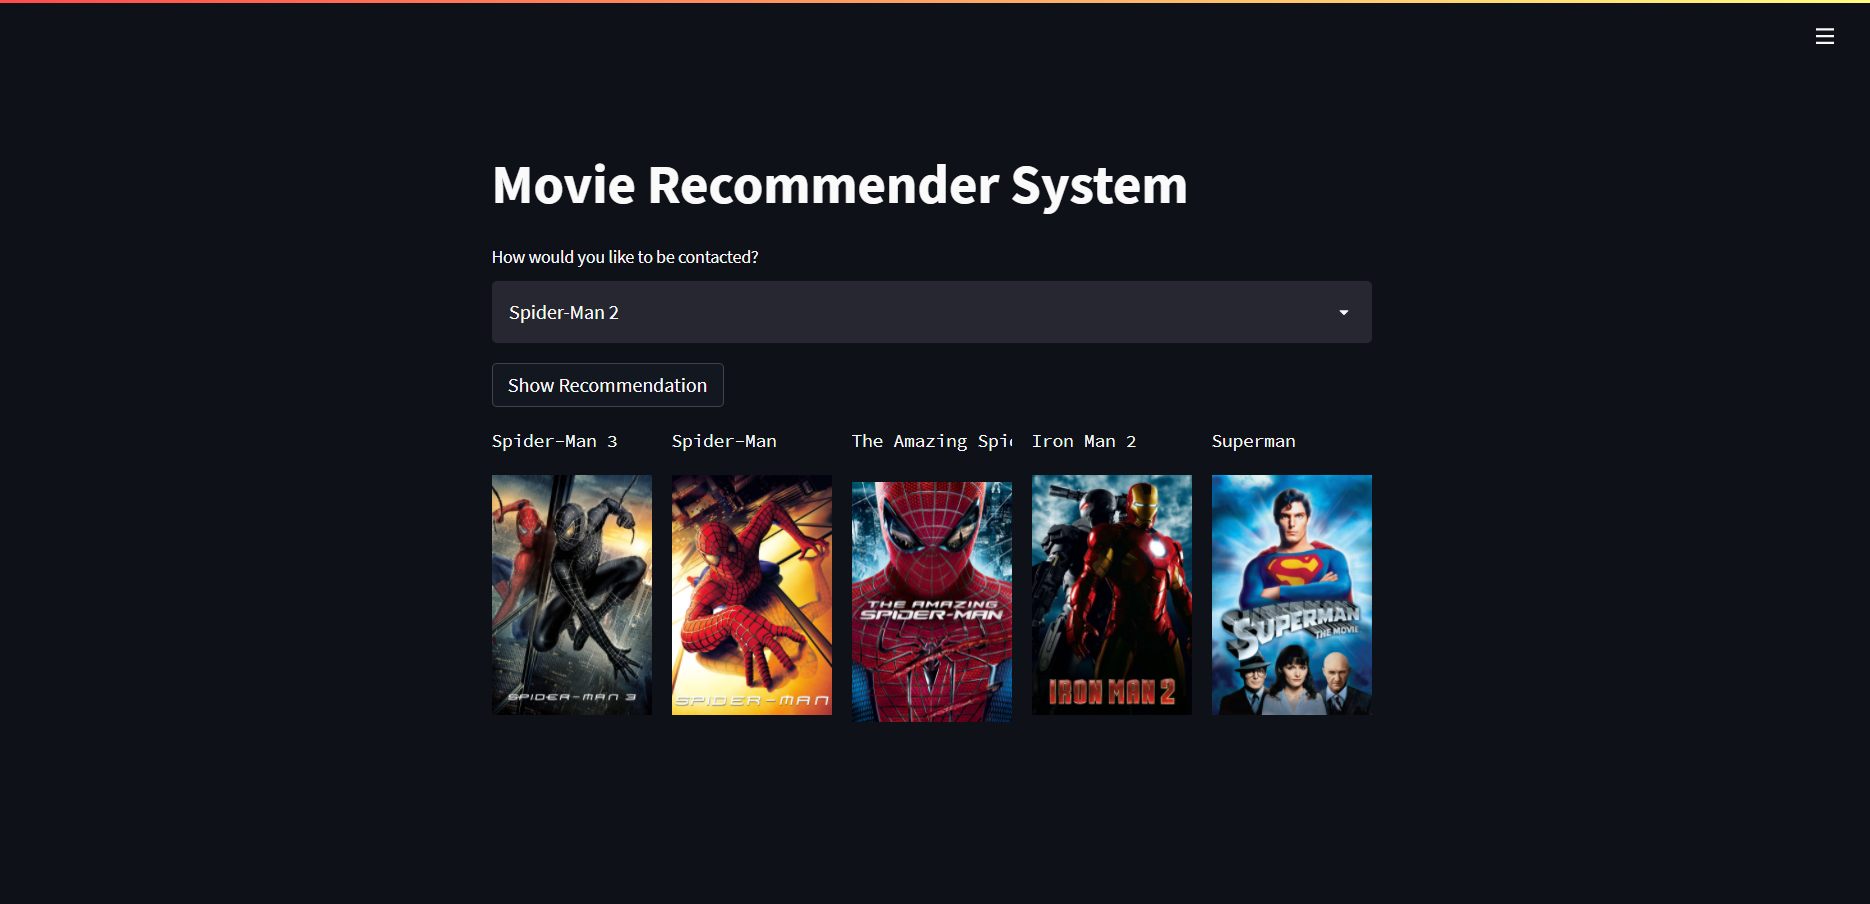 Movie Recommender System
How would you like to be contacted?
Spider-Man 2
Show Recommendation
Spider-Man 3
Spider-Man
The Amazing Spi
Iron Man 2
Superman
SPIDER-MAN 3
SPIDER-MAN
THE AMAZING
SPIDER-MAN
IRON MAN 2
SUPERMAN
THE MOVIE